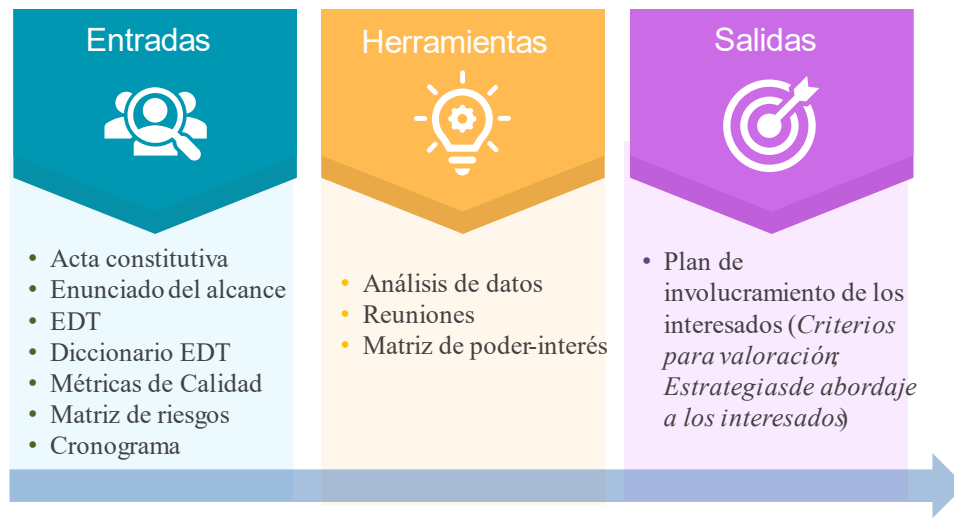 Entradas
• Acta constitutiva
• Enunciado del alcance
• EDT
• Diccionario EDT
• Métricas de Calidad
• Matriz de riesgos
• Cronograma
Herramientas
• Análisis de datos
• Reuniones
• Matriz de poder-interés
Salidas
• Plan de
involucramiento de los
interesados (Criterios
para valoración;
Estrategias de abordaje
a los interesados)